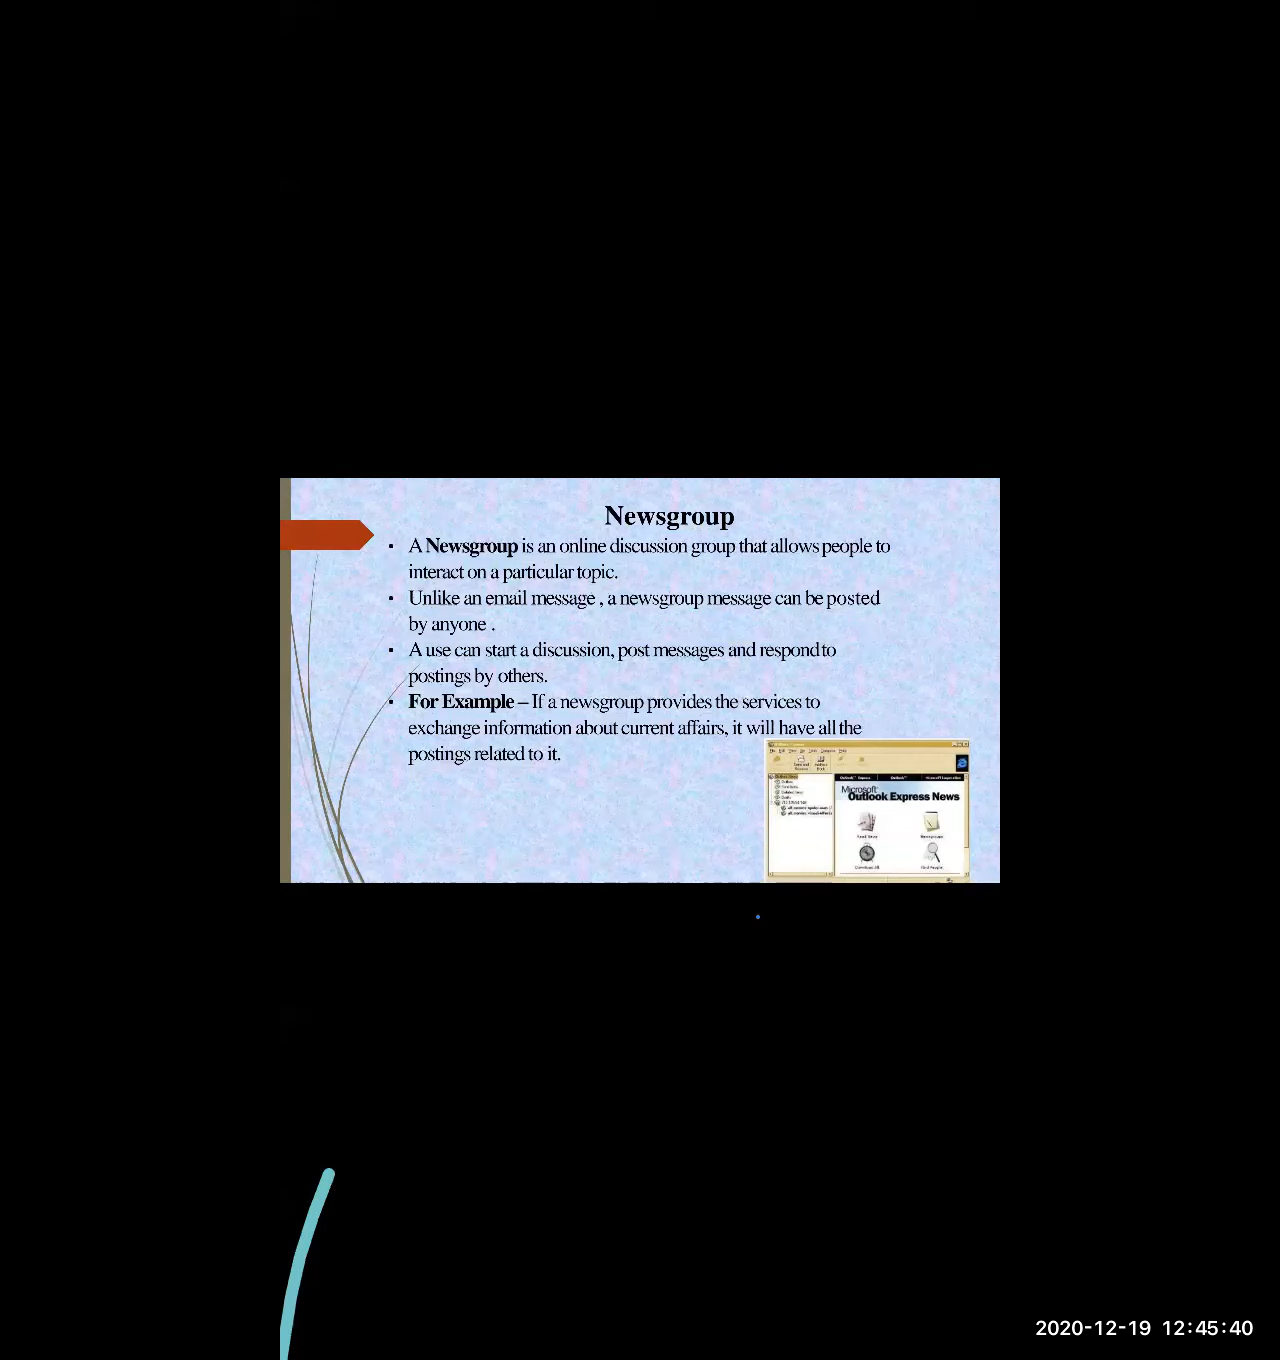 Newsgroup
▪ A Newsgroup is an online discussion group that allows people to
interact on a particular topic.
▪ Unlike an email message , a newsgroup message can be posted
by anyone .
▪ A use can start a discussion, post messages and respond to
postings by others.
▪ For Example – If a newsgroup provides the services to
exchange information about current affairs, it will have all the
postings related to it.
Microsoft
Outlook Express News
2020-12-19 12:45:40